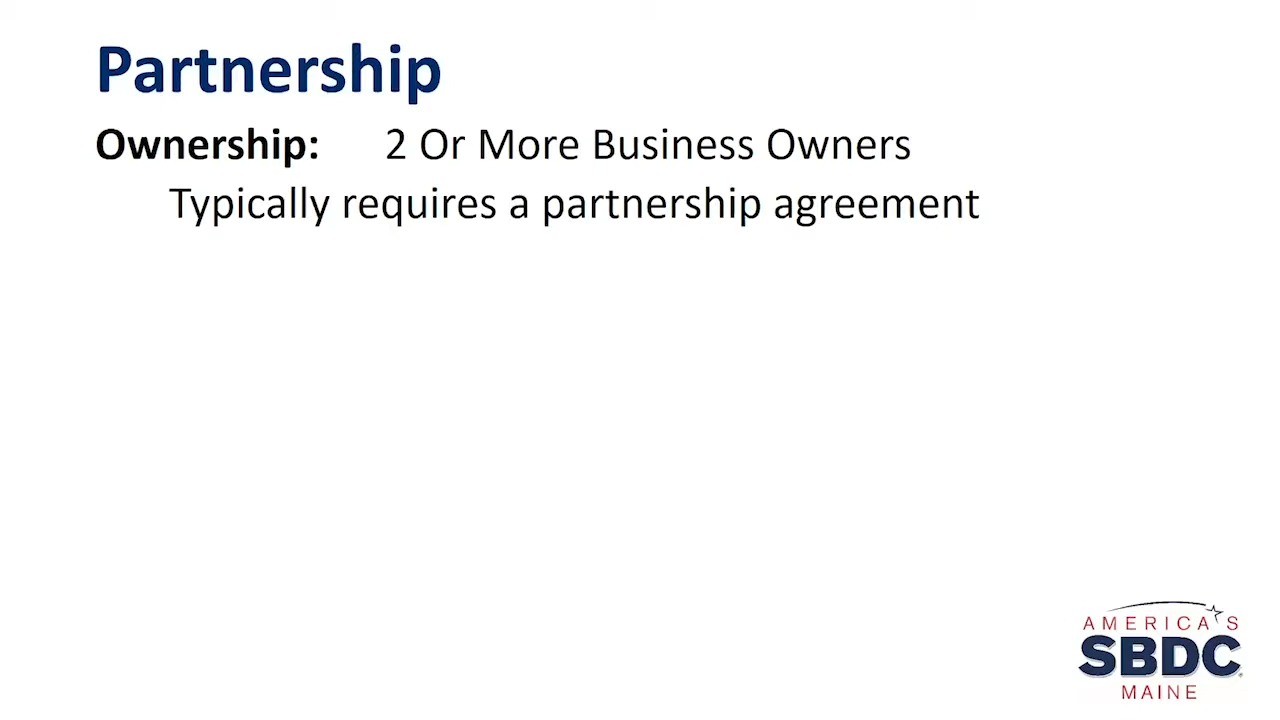 Partnership
Ownership: 2 Or More Business Owners
Typically requires a partnership agreement
AMERICA'S
SBDC
MAINE